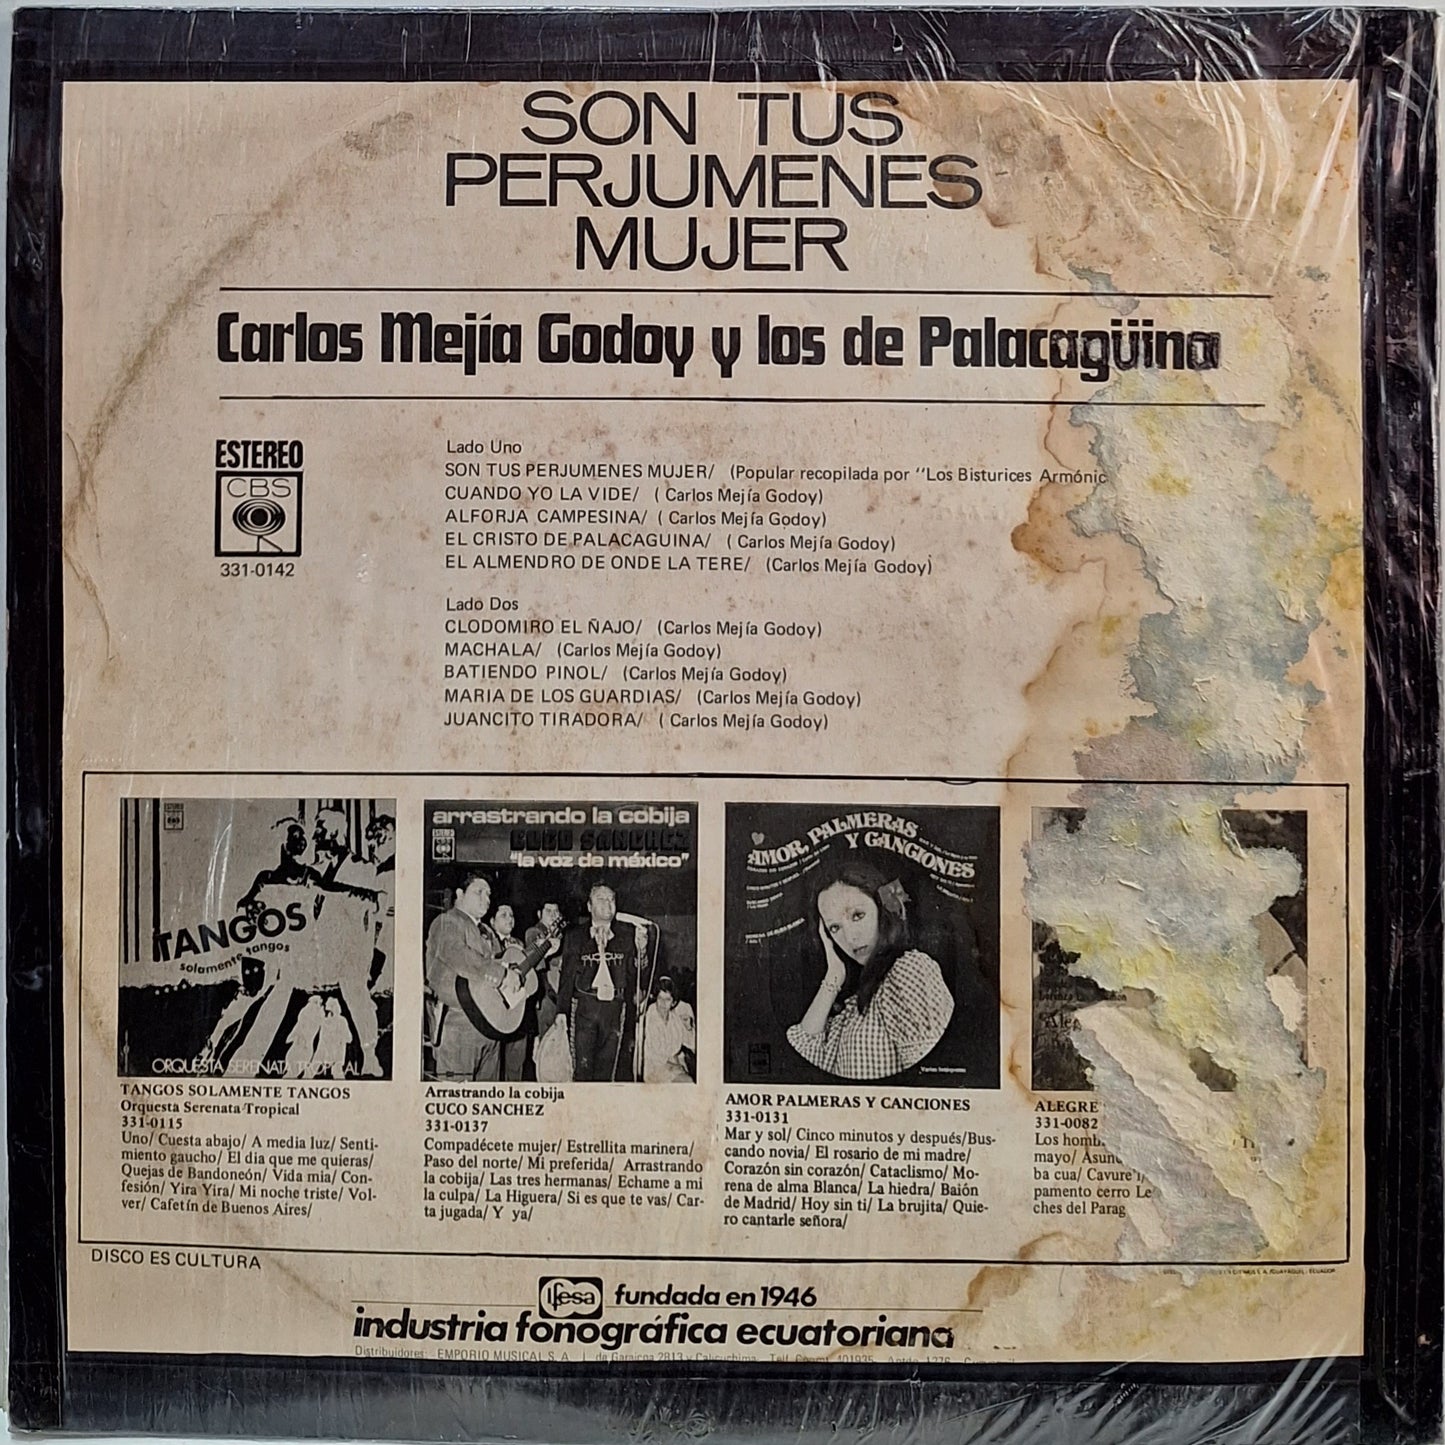 SON TUS
PERJUMENES
MUJER
Carlos Mejía Godoy y los de Palacagüina
ESTEREO
CBS
331-0142
Lado Uno
SON TUS PERJUMENES MUJER/ (Popular recopilada por "Los Bisturices Armónic
CUANDO YO LA VIDE/ ( Carlos Mejía Godoy)
ALFORJA CAMPESINA/ ( Carlos Mejía Godoy)
EL CRISTO DE PALACAGUINA/ ( Carlos Mejía Godoy)
EL ALMENDRO DE ONDE LA TERE/ (Carlos Mejía Godoy)
Lado Dos
CLODOMIRO EL ÑAJO/ (Carlos Mejía Godoy)
MACHALA/ (Carlos Mejía Godoy)
BATIENDO PINOL/ (Carlos Mejía Godoy)
MARIA DE LOS GUARDIAS/ (Carlos Mejía Godoy)
JUANCITO TIRADORA/ ( Carlos Mejía Godoy)
TANGOS
solamente tangos
ORQUESTA SERENATA TROPICAL
TANGOS SOLAMENTE TANGOS
Orquesta Serenata Tropical
331-0115
Uno/ Cuesta abajo/ A media luz/ Senti-
miento gaucho/ El dia que me quieras/
Quejas de Bandoneón/ Vida mia/ Con-
fesión/ Yira Yira/ Mi noche triste/ Vol-
ver/ Cafetín de Buenos Aires/
arrastrando la cobija
ESTEREO
CUCO SANCHEZ
"la voz de méxico"
Arrastrando la cobija
CUCO SANCHEZ
331-0137
Compadécete mujer/ Estrellita marinera/
Paso del norte/ Mi preferida/ Arrastrando
la cobija/ Las tres hermanas/ Echame a mi
la culpa/ La Higuera/ Si es que te vas/ Car-
ta jugada/ Y ya/
AMOR, PALMERAS
Y CANCIONES
AMOR PALMERAS Y CANCIONES
331-0131
Mar y sol/ Cinco minutos y después/Bus-
cando novia/ El rosario de mi madre/
Corazón sin corazón/ Cataclismo/ Mo-
rena de alma Blanca/ La hiedra/ Baión
de Madrid/ Hoy sin ti/ La brujita/ Quie-
ro cantarle señora/
ALEGRE
331-0082
Los homb
mayo/ Asun
ba cua/ Cavure'i/
pamento cerro Le
ches del Parag
DISCO ES CULTURA
ifesa fundada en 1946
industria fonográfica ecuatoriana
Distribuidores: EMPORIO MUSICAL S. A.